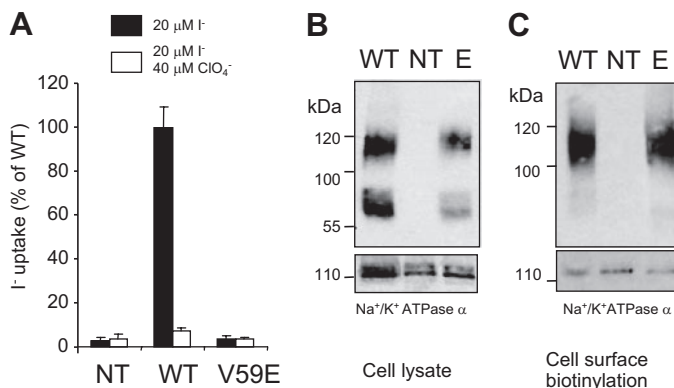 A
20 μM I-
20 μM I-
40 μM ClO4-
I- uptake (% of WT)
120
100
80
60
40
20
0
NT WT V59E
B
WT NT E
kDa
120
100
55
110
Na+/K+ ATPase α
Cell lysate
C
WT NT E
kDa
120
100
110
Na+/K+ATPase α
Cell surface
biotinylation